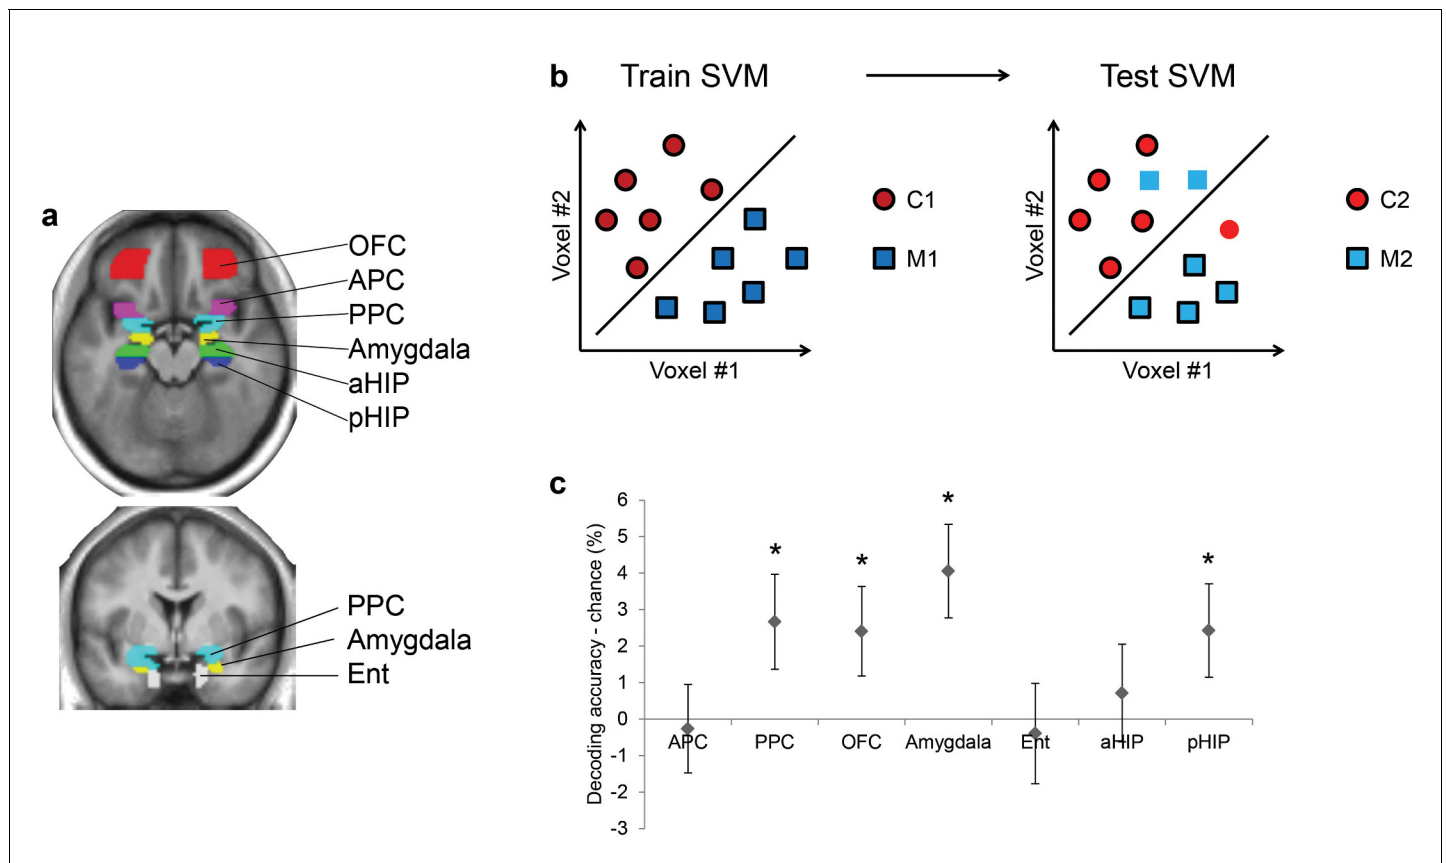 a
OFC
APC
PPC
Amygdala
aHIP
pHIP
PPC
Amygdala
Ent
b
Train SVM
Test SVM
Voxel #2
Voxel #1
C1
M1
Voxel #2
Voxel #1
C2
M2
c
Decoding accuracy - chance (%)
6
5
4
3
2
1
0
-1
-2
-3
*
*
*
*
APC
PPC
OFC
Amygdala
Ent
aHIP
pHIP